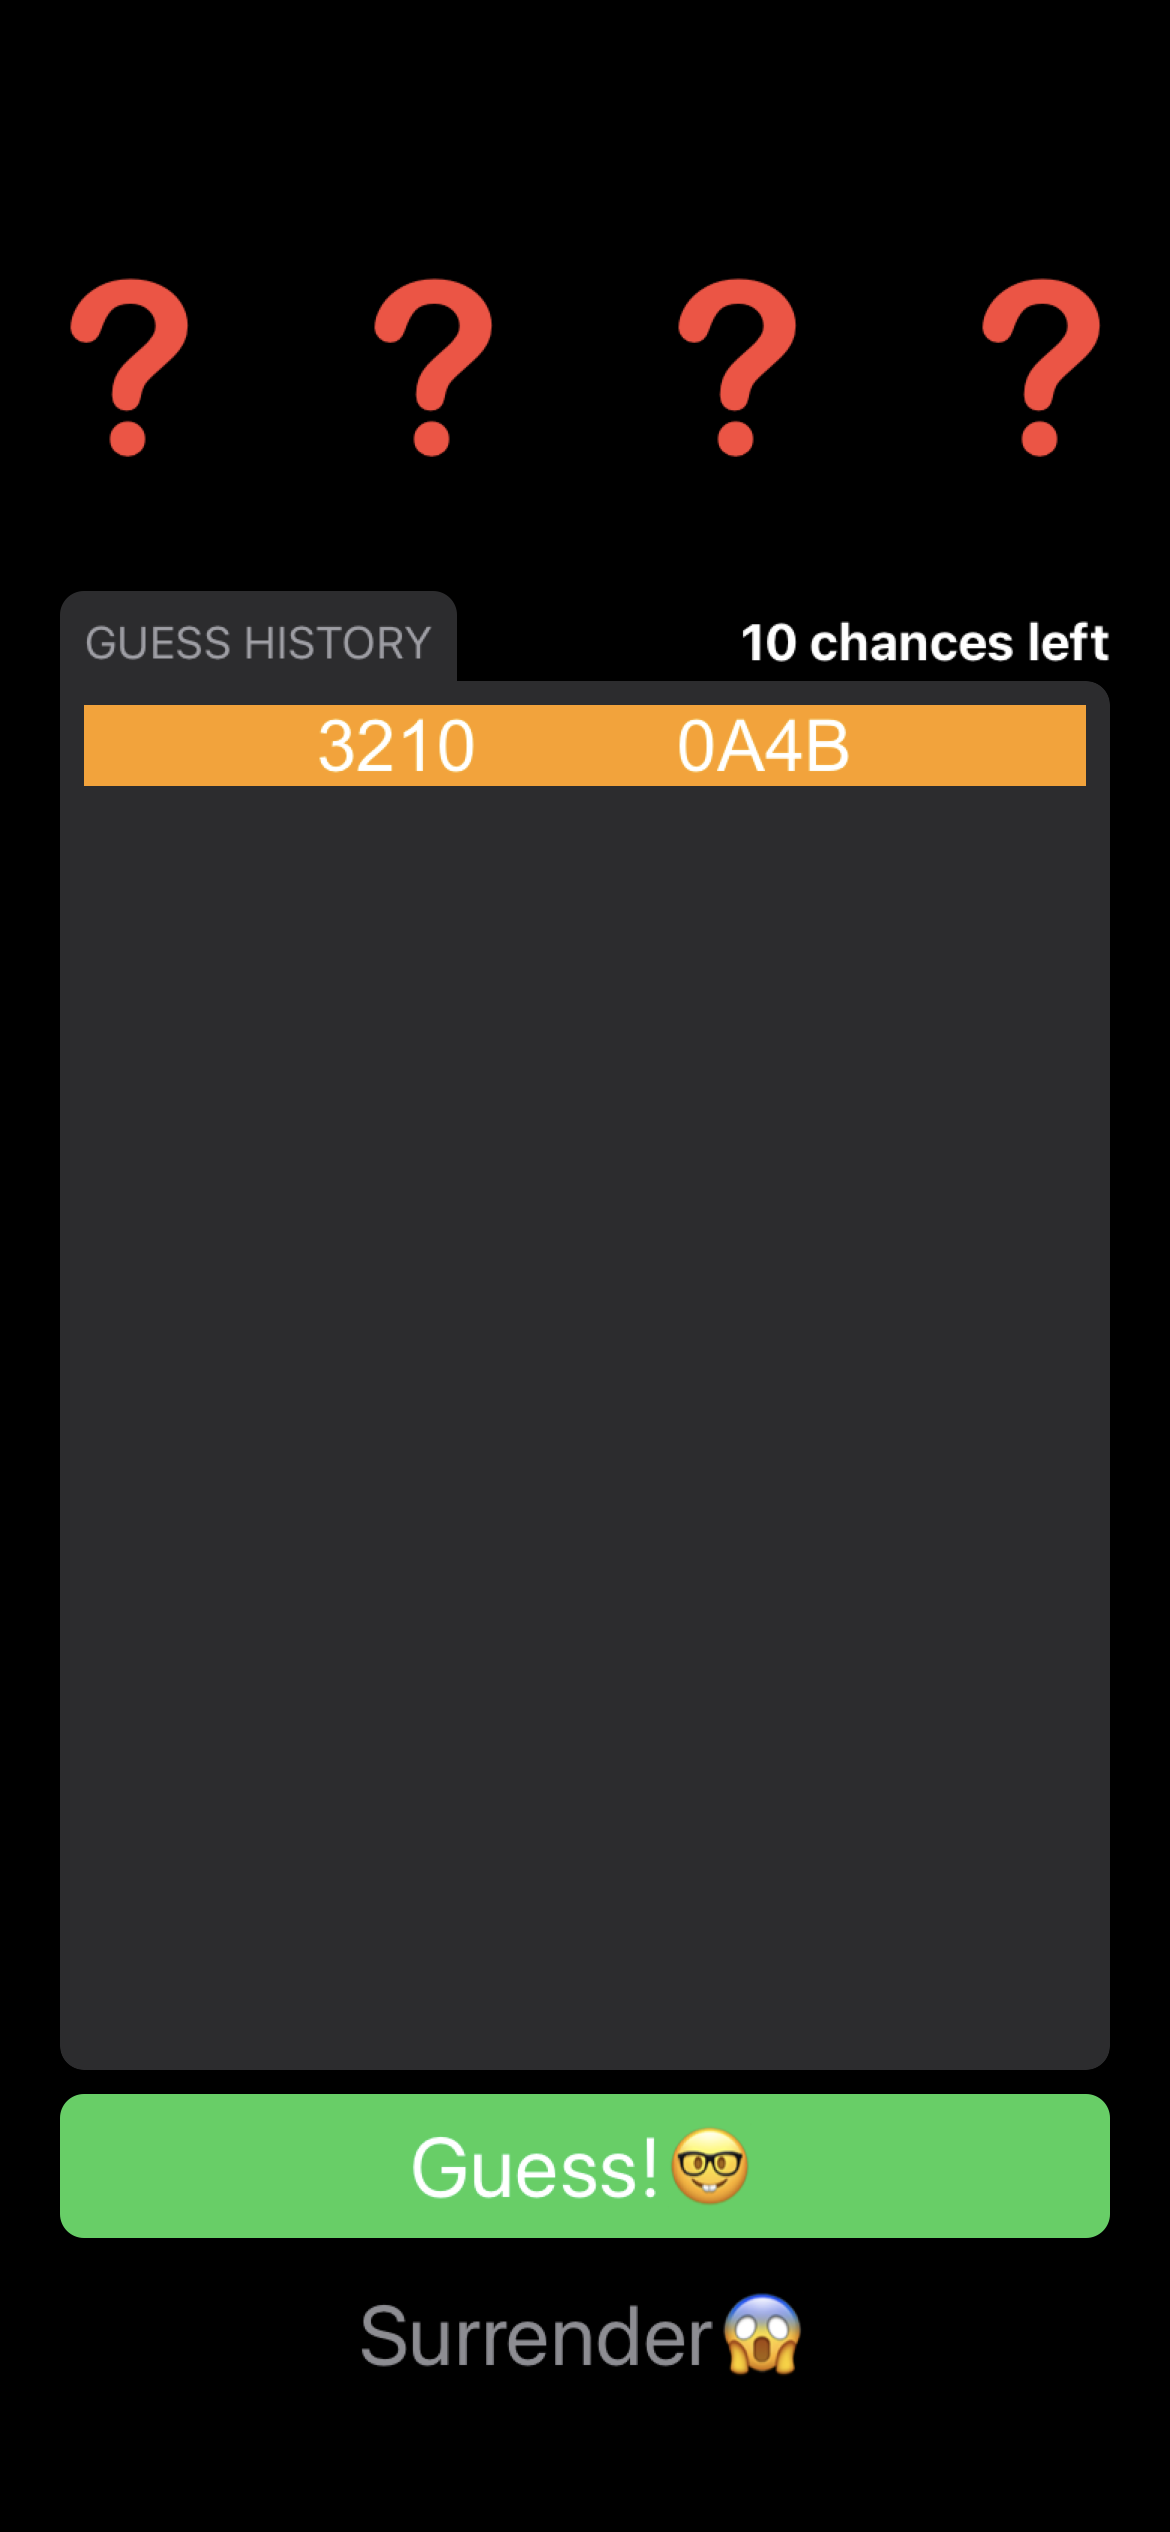 ❓ ❓ ❓ ❓
GUESS HISTORY 10 chances left
3210 0A4B
Guess!🤓
Surrender😱